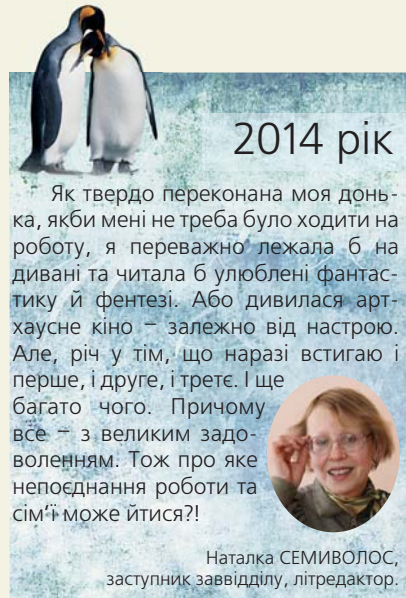 2014 рік
Як твердо переконана моя донь-
ка, якби мені не треба було ходити на
роботу, я переважно лежала б на
дивані та читала б улюблені фантас-
тику й фентезі. Або дивилася арт-
хаусне кіно – залежно від настрою.
Але, річ у тім, що наразі встигаю і
перше, і друге, і третє. І ще
багато чого. Причому
все – з великим задо-
воленням. Тож про яке
непоєднання роботи та
сім’ї може йтися?!
Наталка СЕМИВОЛОС,
заступник заввідділу, літредактор.